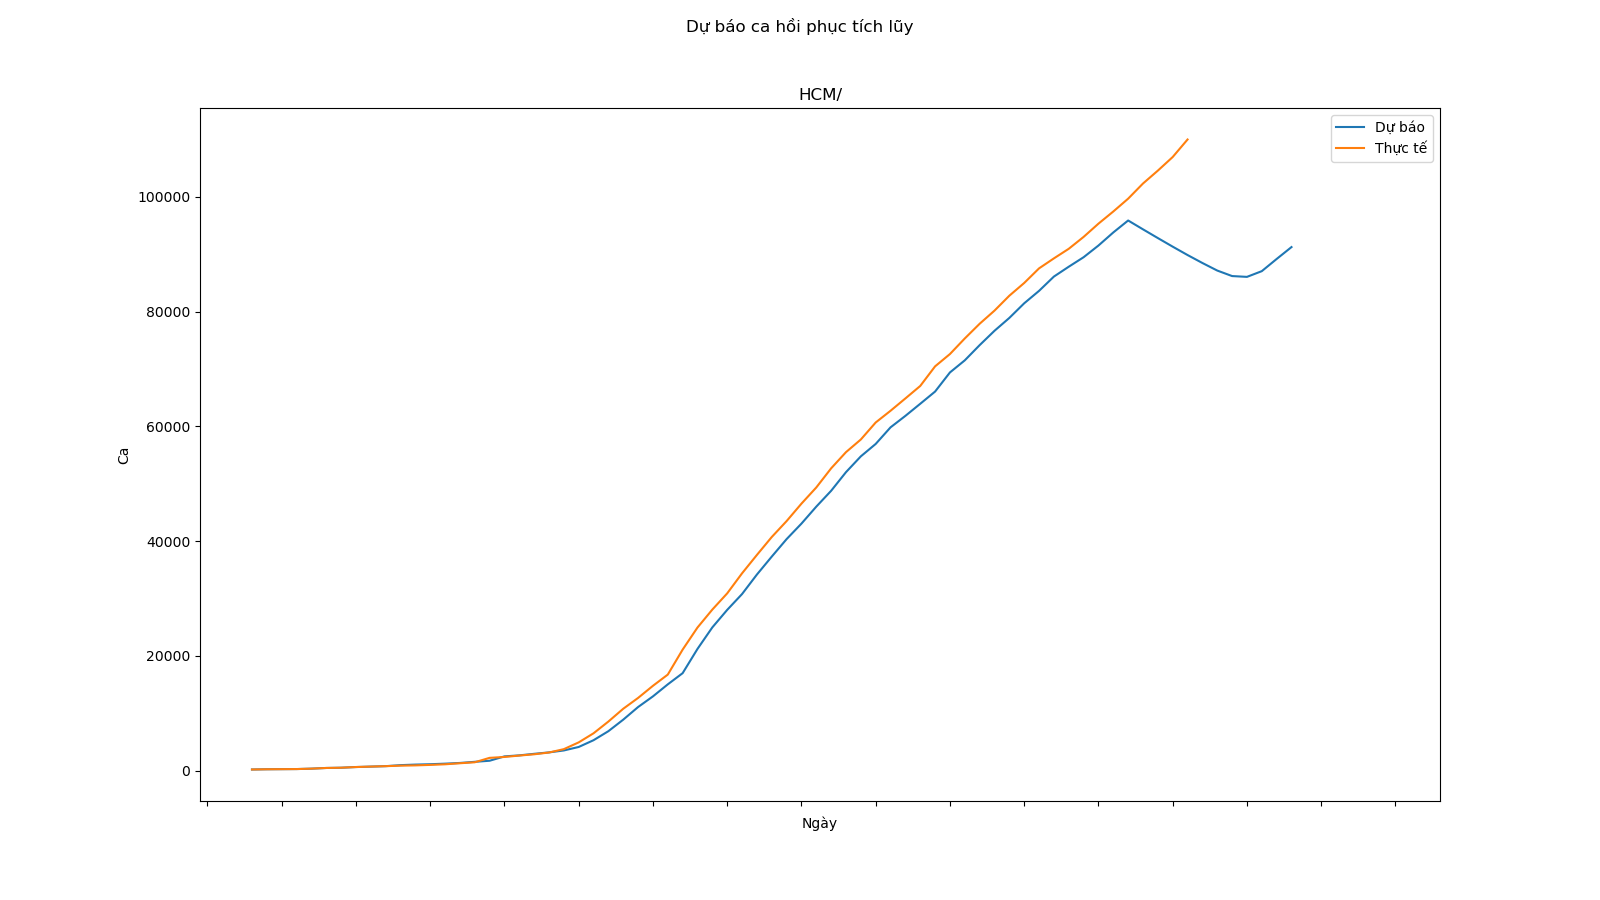 Dự báo ca hồi phục tích lũy
HCM/
Dự báo
Thực tế
100000
80000
60000
40000
20000
0
Ca
Ngày